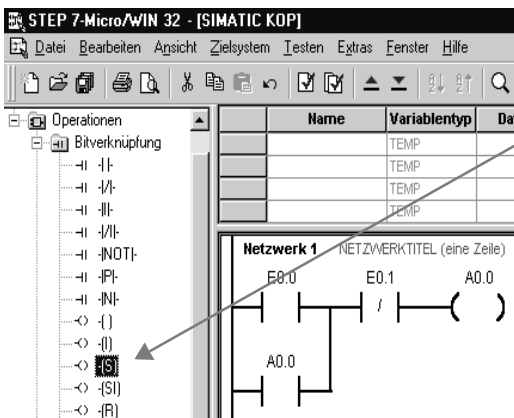 STEP 7-Micro/WIN 32 - [SIMATIC KOP]
Datei Bearbeiten Ansicht Zielsystem Testen Extras Fenster Hilfe
Operationen
Bitverknüpfung
-| |-
-|/|-
-|I|-
-|/I|-
-|NOT|-
-|P|-
-|N|-
-( )
-(I)
-(S)
-(SI)
-(R)
Name Variablentyp Da
TEMP
TEMP
TEMP
TEMP
Netzwerk 1 NETZWERKTITEL (eine Zeile)
E0.0 E0.1 A0.0
A0.0